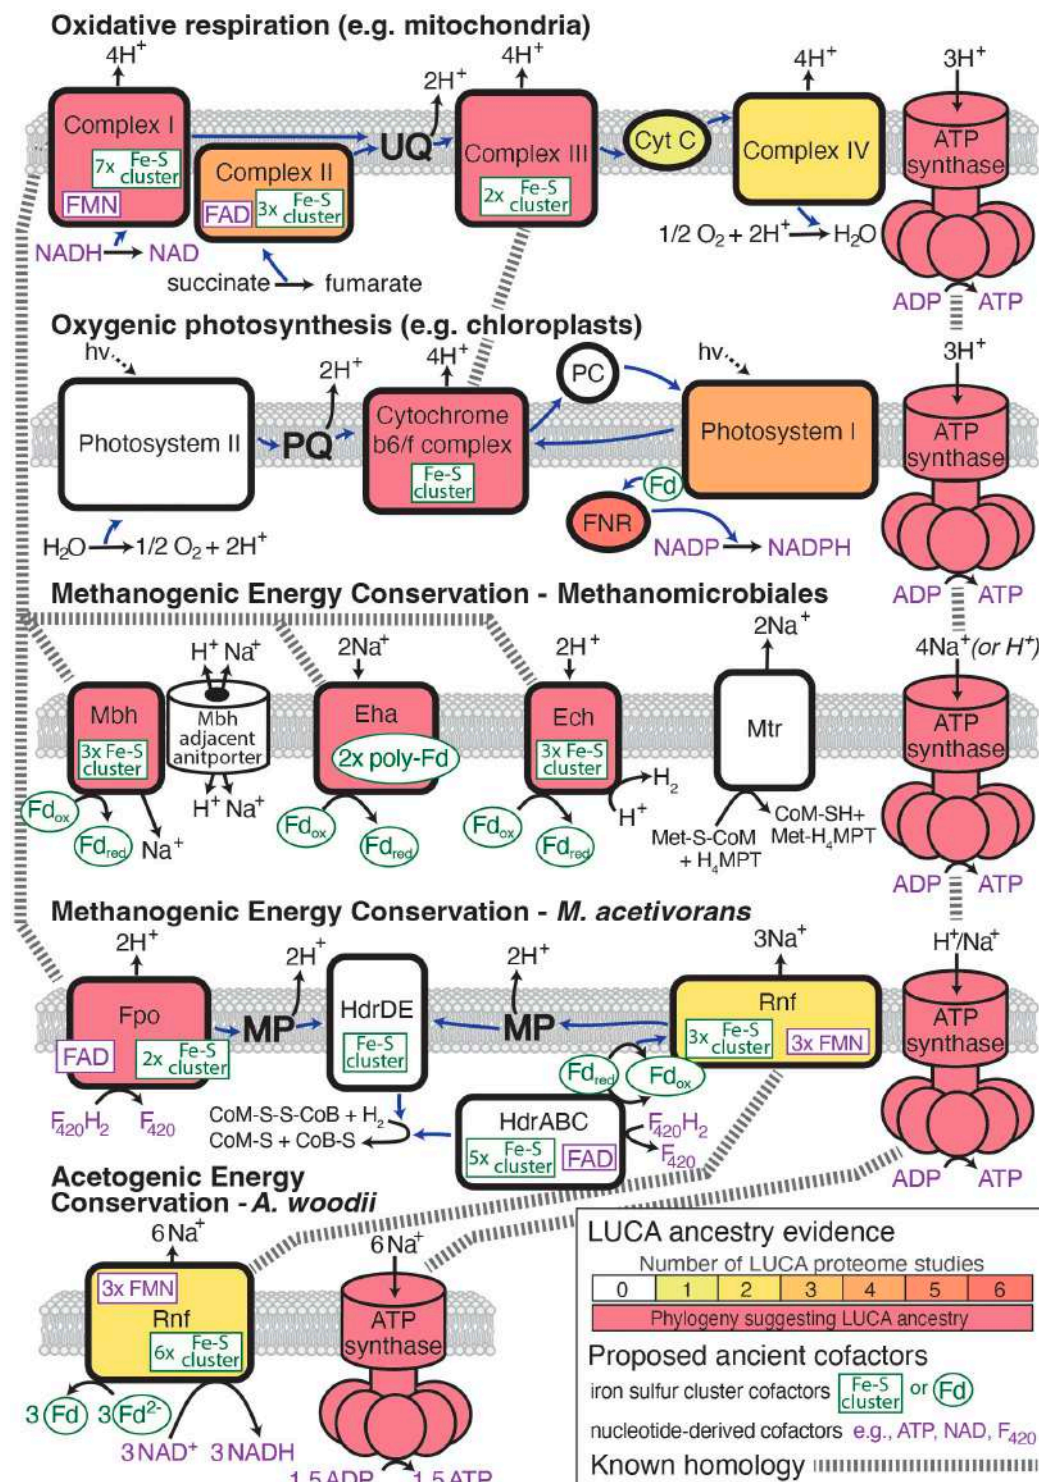 Oxidative respiration (e.g. mitochondria)
4H+
2H+
4H+
4H+
3H+
Complex I
7x Fe-S cluster
FMN
Complex II
FAD
3x Fe-S cluster
UQ
Complex III
2x Fe-S cluster
Cyt C
Complex IV
ATP synthase
NADH
NAD
succinate
fumarate
1/2 O2 + 2H+
H2O
ADP
ATP
Oxygenic photosynthesis (e.g. chloroplasts)
hv
2H+
4H+
hv
3H+
Photosystem II
PQ
Cytochrome
b6/f complex
Fe-S cluster
PC
Photosystem I
Fd
FNR
ATP synthase
H2O
1/2 O2 + 2H+
NADP
NADPH
ADP
ATP
Methanogenic Energy Conservation - Methanomicrobiales
H+ Na+
2Na+
2H+
2Na+
4Na+ (or H+)
Mbh
3x Fe-S cluster
Mbh
adjacent
anitporter
H+ Na+
Eha
2x poly-Fd
Ech
3x Fe-S cluster
Mtr
ATP synthase
Fdox
Fdred
Na+
Fdox
Fdred
Fdox
Fdred
H2
H+
Met-S-CoM
+ H4MPT
CoM-SH+
Met-H4MPT
ADP
ATP
Methanogenic Energy Conservation - M. acetivorans
2H+
2H+
2H+
3Na+
H+/Na+
Fpo
FAD
2x Fe-S cluster
MP
HdrDE
Fe-S cluster
MP
Rnf
3x Fe-S cluster
3x FMN
ATP synthase
F420H2
F420
CoM-S-S-CoB + H2
CoM-S + CoB-S
Fdred
Fdox
HdrABC
5x Fe-S cluster
FAD
F420H2
F420
ADP
ATP
Acetogenic Energy
Conservation - A. woodii
6Na+
6Na+
3x FMN
Rnf
6x Fe-S cluster
ATP synthase
3 Fd
3 Fd2-
3NAD+
3NADH
1.5ADP
1.5ATP
LUCA ancestry evidence
Number of LUCA proteome studies
0 1 2 3 4 5 6
Phylogeny suggesting LUCA ancestry
Proposed ancient cofactors
iron sulfur cluster cofactors Fe-S cluster or Fd
nucleotide-derived cofactors e.g., ATP, NAD, F420
Known homology